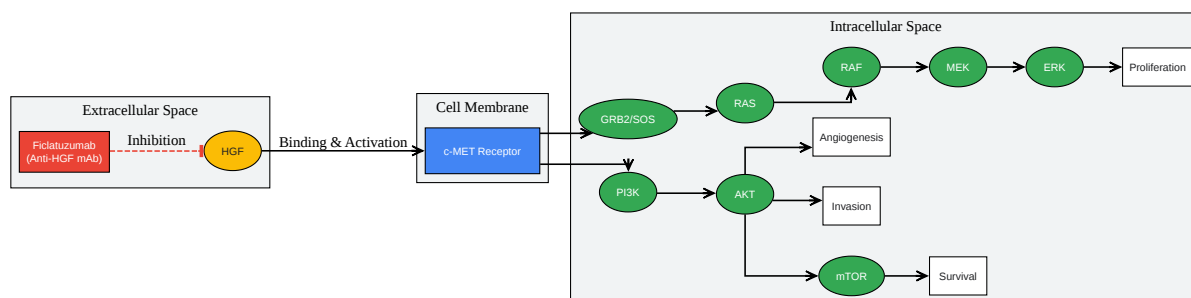 Intracellular Space
Extracellular Space
Ficlatuzumab
(Anti-HGF mAb)
Inhibition
HGF
Binding & Activation
Cell Membrane
c-MET Receptor
GRB2/SOS
RAS
RAF
MEK
ERK
Proliferation
PI3K
AKT
Angiogenesis
Invasion
mTOR
Survival